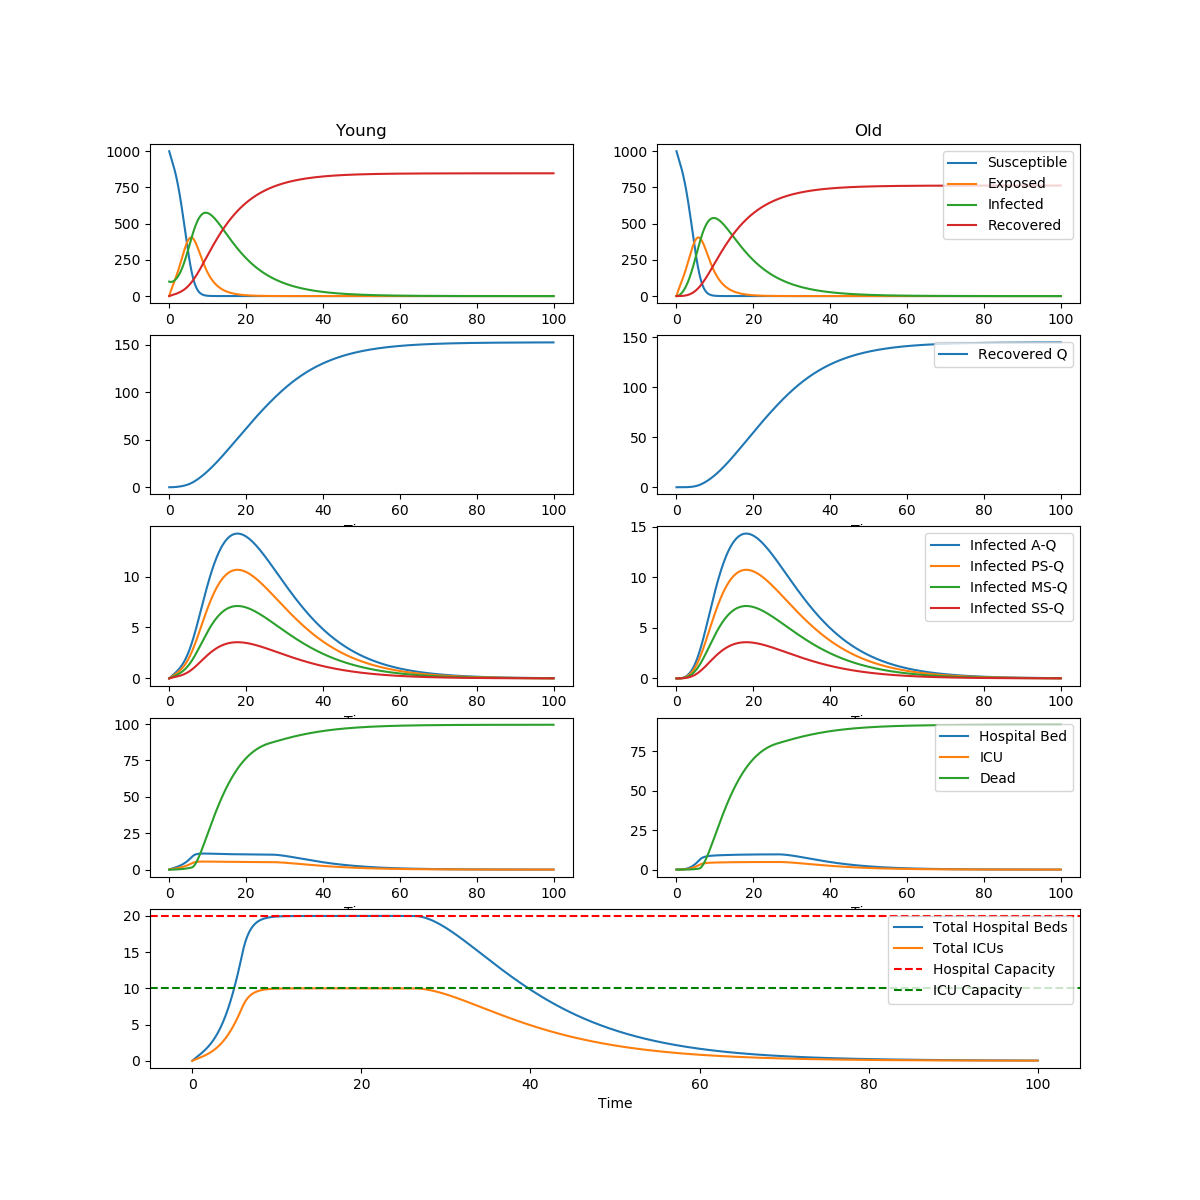 Young
Old
1000
750
500
250
0
0 20 40 60 80 100
1000
750
500
250
0
0 20 40 60 80 100
Susceptible
Exposed
Infected
Recovered
150
100
50
0
0 20 40 60 80 100
150
100
50
0
0 20 40 60 80 100
Recovered Q
10
5
0
0 20 40 60 80 100
15
10
5
0
0 20 40 60 80 100
Infected A-Q
Infected PS-Q
Infected MS-Q
Infected SS-Q
100
75
50
25
0
0 20 40 60 80 100
75
50
25
0
0 20 40 60 80 100
Hospital Bed
ICU
Dead
20
15
10
5
0
0 20 40 60 80 100
Total Hospital Beds
Total ICUs
Hospital Capacity
ICU Capacity
Time